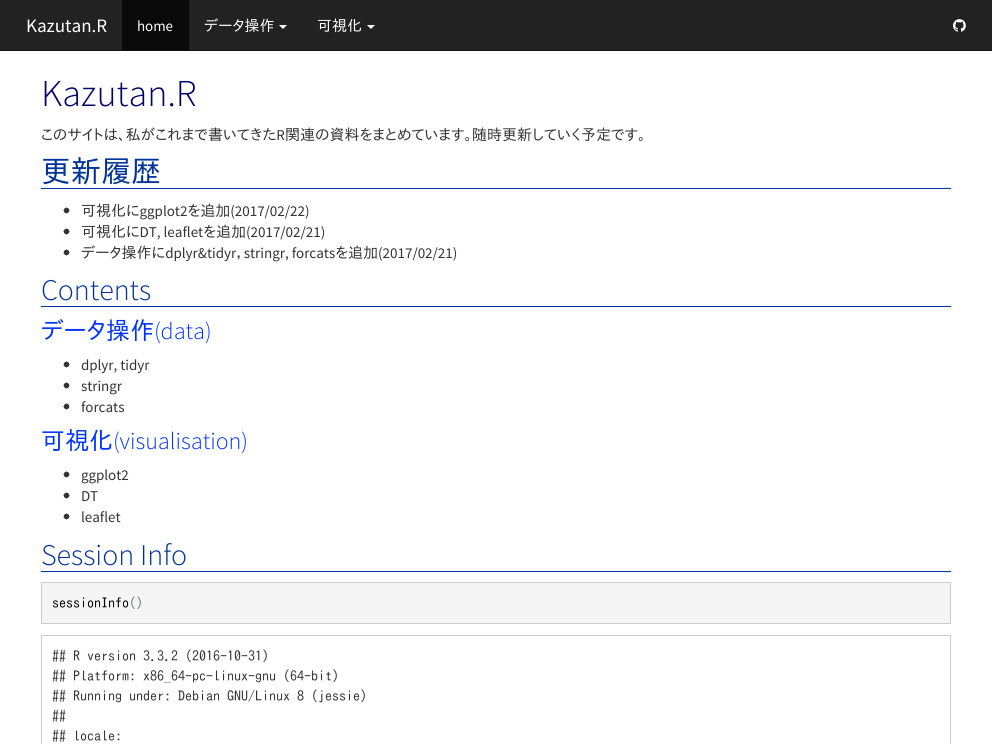 Kazutan.R home データ操作 可視化
Kazutan.R
このサイトは、私がこれまで書いてきたR関連の資料をまとめています。随時更新していく予定です。
更新履歴
可視化にggplot2を追加(2017/02/22)
可視化にDT, leafletを追加(2017/02/21)
データ操作にdplyr&tidyr, stringr, forcatsを追加(2017/02/21)
Contents
データ操作(data)
dplyr, tidyr
stringr
forcats
可視化(visualisation)
ggplot2
DT
leaflet
Session Info
sessionInfo()
## R version 3.3.2 (2016-10-31)
## Platform: x86_64-pc-linux-gnu (64-bit)
## Running under: Debian GNU/Linux 8 (jessie)
##
## locale: